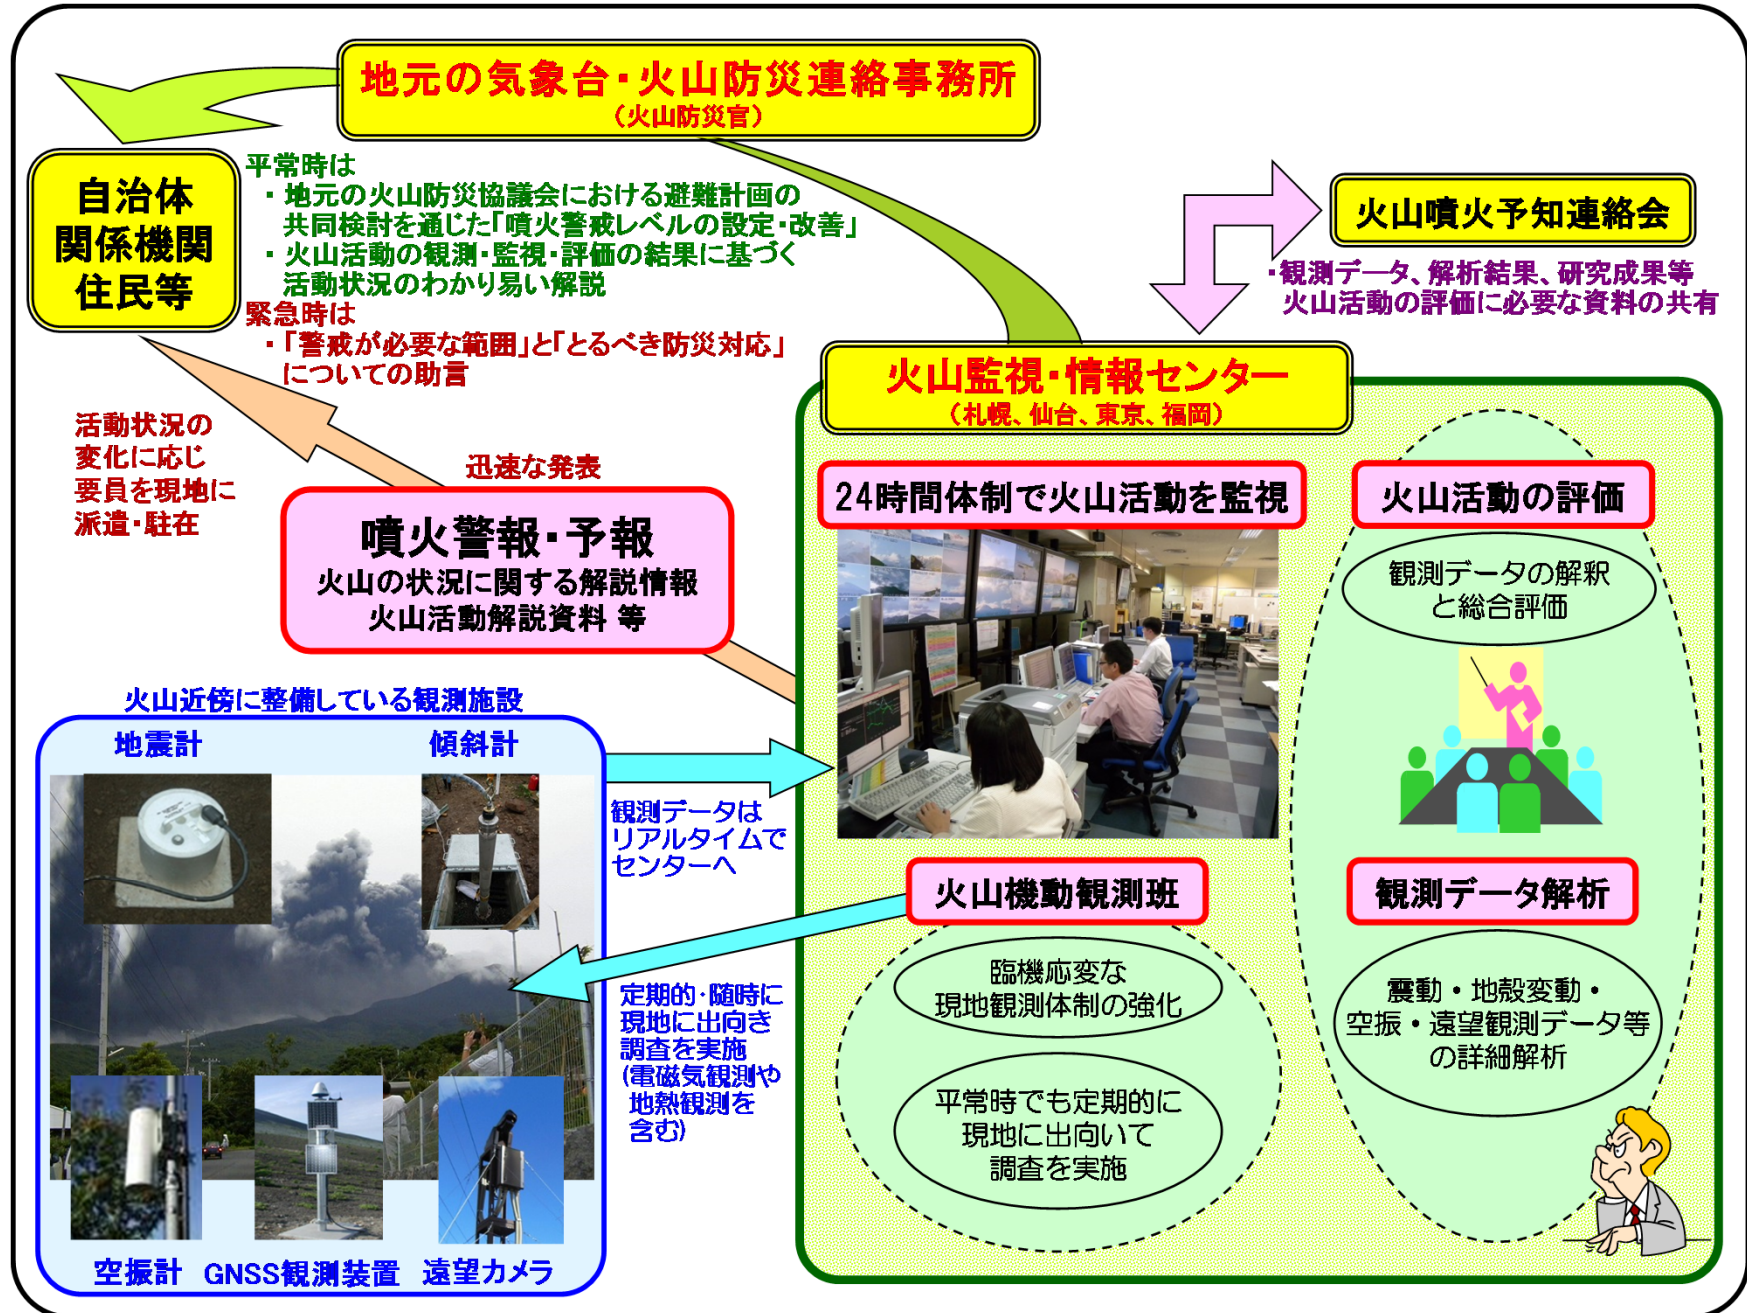 地元の気象台・火山防災連絡事務所
（火山防災官）
自治体
関係機関
住民等
平常時は
・地元の火山防災協議会における避難計画の
共同検討を通じた「噴火警戒レベルの設定・改善」
・火山活動の観測・監視・評価の結果に基づく
活動状況のわかり易い解説
緊急時は
・「警戒が必要な範囲」と「とるべき防災対応」
についての助言
火山噴火予知連絡会
・観測データ、解析結果、研究成果等
火山活動の評価に必要な資料の共有
活動状況の
変化に応じ
要員を現地に
派遣・駐在
迅速な発表
噴火警報・予報
火山の状況に関する解説情報
火山活動解説資料 等
火山監視・情報センター
（札幌、仙台、東京、福岡）
24時間体制で火山活動を監視
火山活動の評価
観測データの解釈
と総合評価
火山近傍に整備している観測施設
地震計
傾斜計
空振計
GNSS観測装置
遠望カメラ
観測データは
リアルタイムで
センターへ
定期的・随時に
現地に出向き
調査を実施
(電磁気観測や
地熱観測を
含む)
火山機動観測班
臨機応変な
現地観測体制の強化
平常時でも定期的に
現地に出向いて
調査を実施
観測データ解析
震動・地殻変動・
空振・遠望観測データ等
の詳細解析